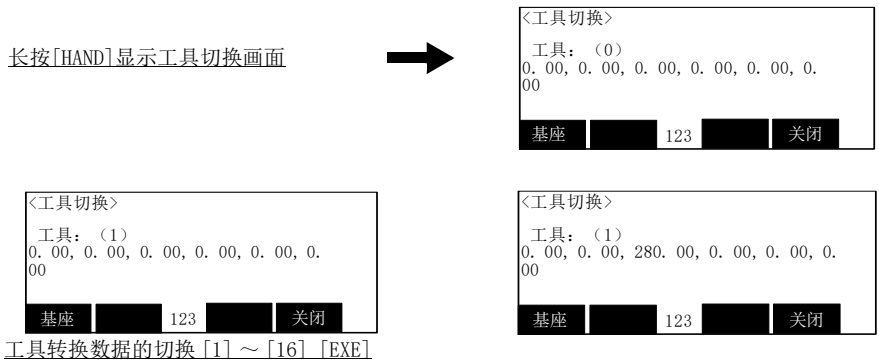 长按[HAND]显示工具切换画面
<工具切换>
工具：（0）
0. 00, 0. 00, 0. 00, 0. 00, 0. 00, 0.
00
基座 123 关闭
<工具切换>
工具：（1）
0. 00, 0. 00, 0. 00, 0. 00, 0. 00, 0.
00
基座 123 关闭
工具转换数据的切换 [1] ～ [16] [EXE]
<工具切换>
工具：（1）
0. 00, 0. 00, 280. 00, 0. 00, 0. 00, 0.
00
基座 123 关闭